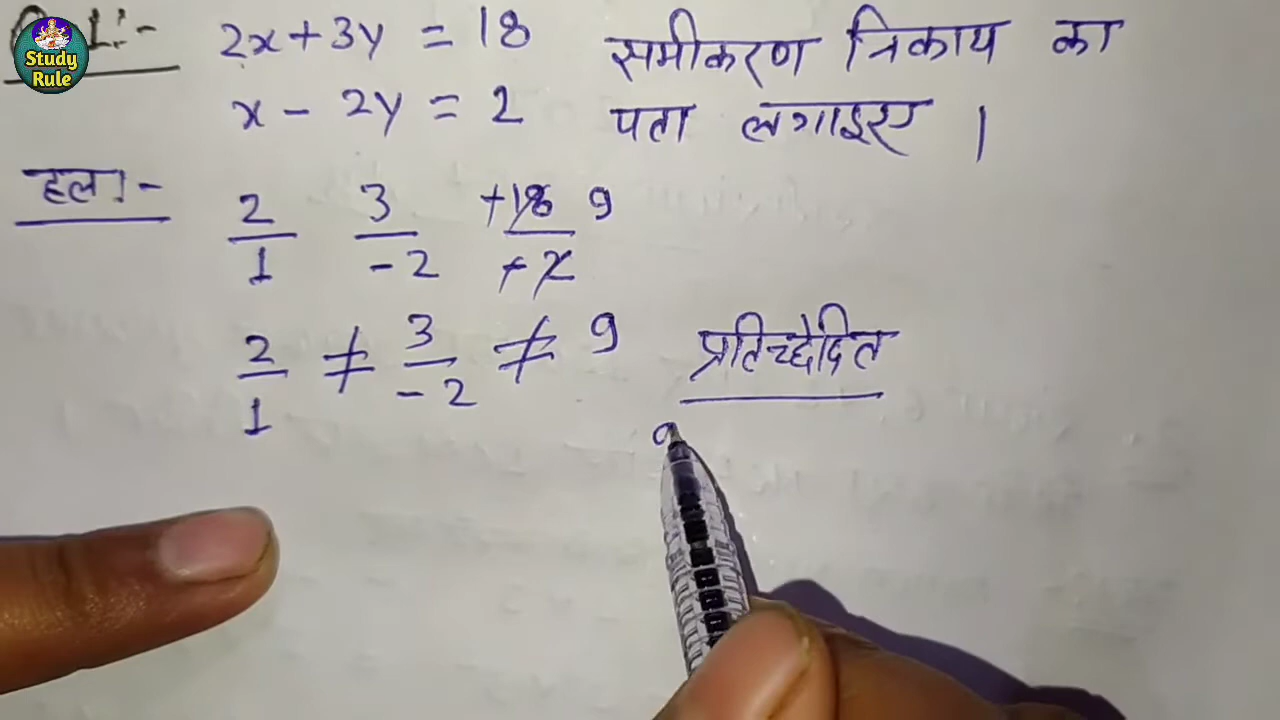 Study Rule
Q.1:- 2x+3y = 18 समीकरण निकाय का
x - 2y = 2 पता लगाइए ।
हल:-
2/1 3/-2 +18/+2 9
2/1 ≠ 3/-2 ≠ 9 प्रतिच्छेदित